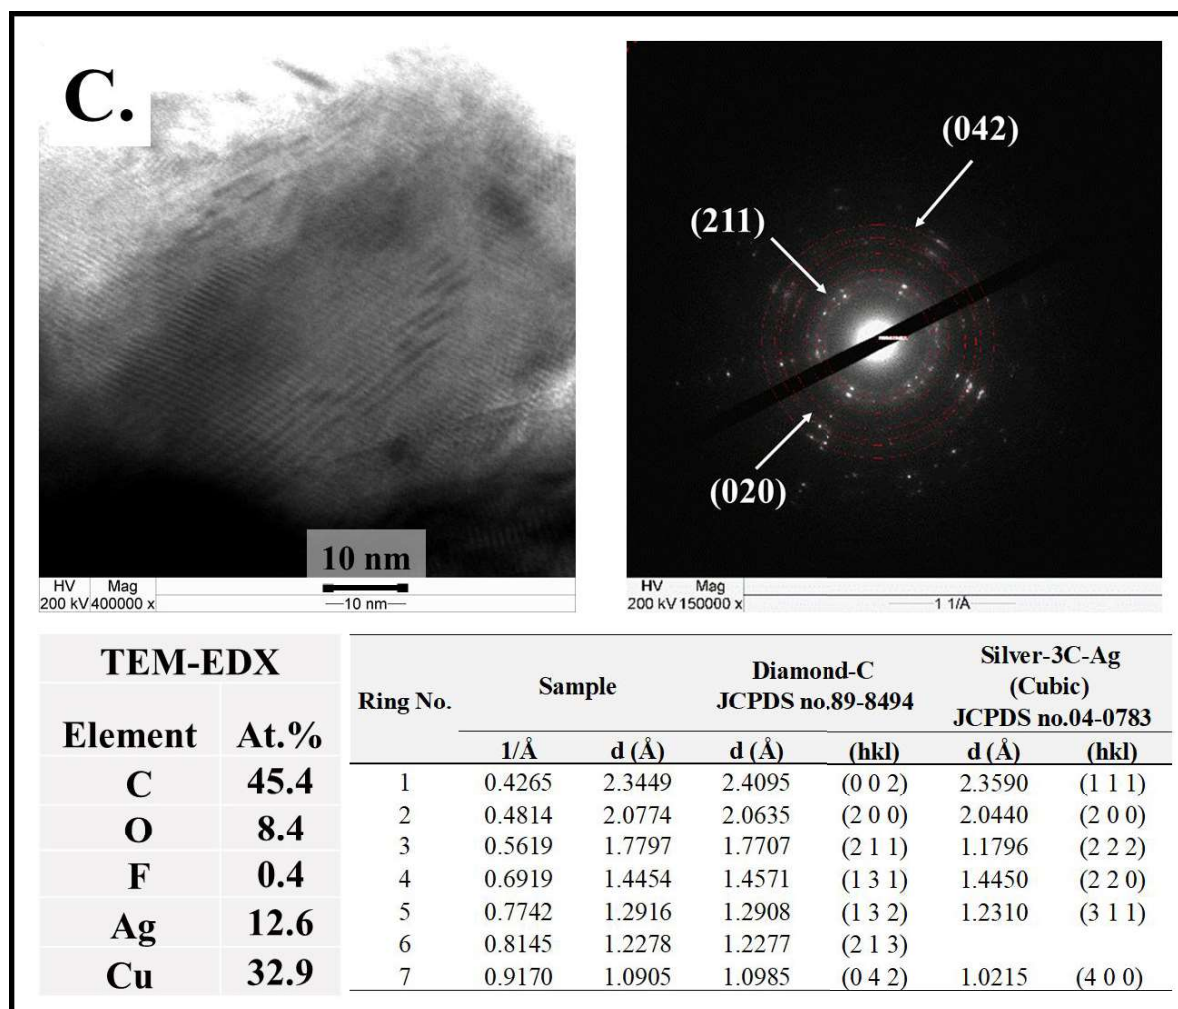 C.
10 nm
HV Mag
200 kV 400000 x —10 nm—
(042)
(211)
(020)
HV Mag
200 kV 150000 x —1 1/Å—
TEM-EDX
Element At.%
C 45.4
O 8.4
F 0.4
Ag 12.6
Cu 32.9
Ring No. Sample Diamond-C JCPDS no.89-8494 Silver-3C-Ag (Cubic) JCPDS no.04-0783
1/Å d (Å) d (Å) (hkl) d (Å) (hkl)
1 0.4265 2.3449 2.4095 (0 0 2) 2.3590 (1 1 1)
2 0.4814 2.0774 2.0635 (2 0 0) 2.0440 (2 0 0)
3 0.5619 1.7797 1.7707 (2 1 1) 1.1796 (2 2 2)
4 0.6919 1.4454 1.4571 (1 3 1) 1.4450 (2 2 0)
5 0.7742 1.2916 1.2908 (1 3 2) 1.2310 (3 1 1)
6 0.8145 1.2278 1.2277 (2 1 3)
7 0.9170 1.0905 1.0985 (0 4 2) 1.0215 (4 0 0)